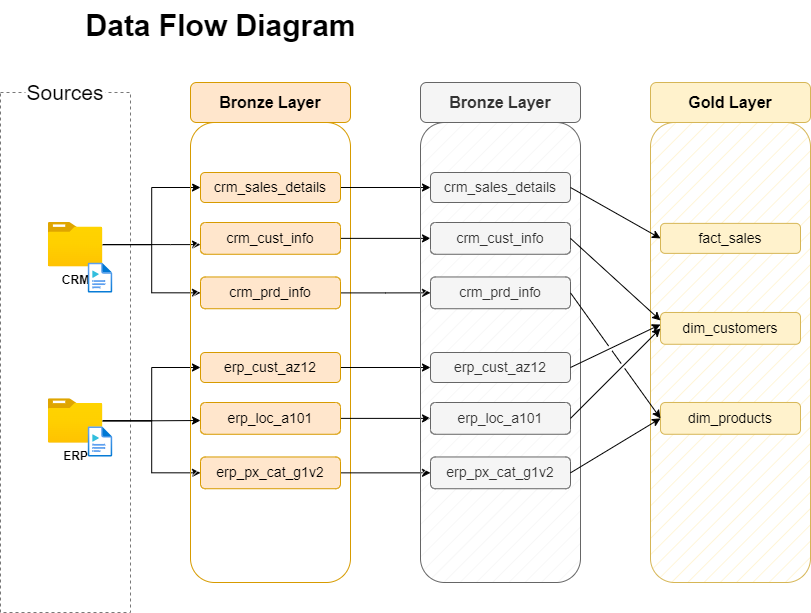 Data Flow Diagram
Sources
CRM
ERP
Bronze Layer
crm_sales_details
crm_cust_info
crm_prd_info
erp_cust_az12
erp_loc_a101
erp_px_cat_g1v2
Bronze Layer
crm_sales_details
crm_cust_info
crm_prd_info
erp_cust_az12
erp_loc_a101
erp_px_cat_g1v2
Gold Layer
fact_sales
dim_customers
dim_products